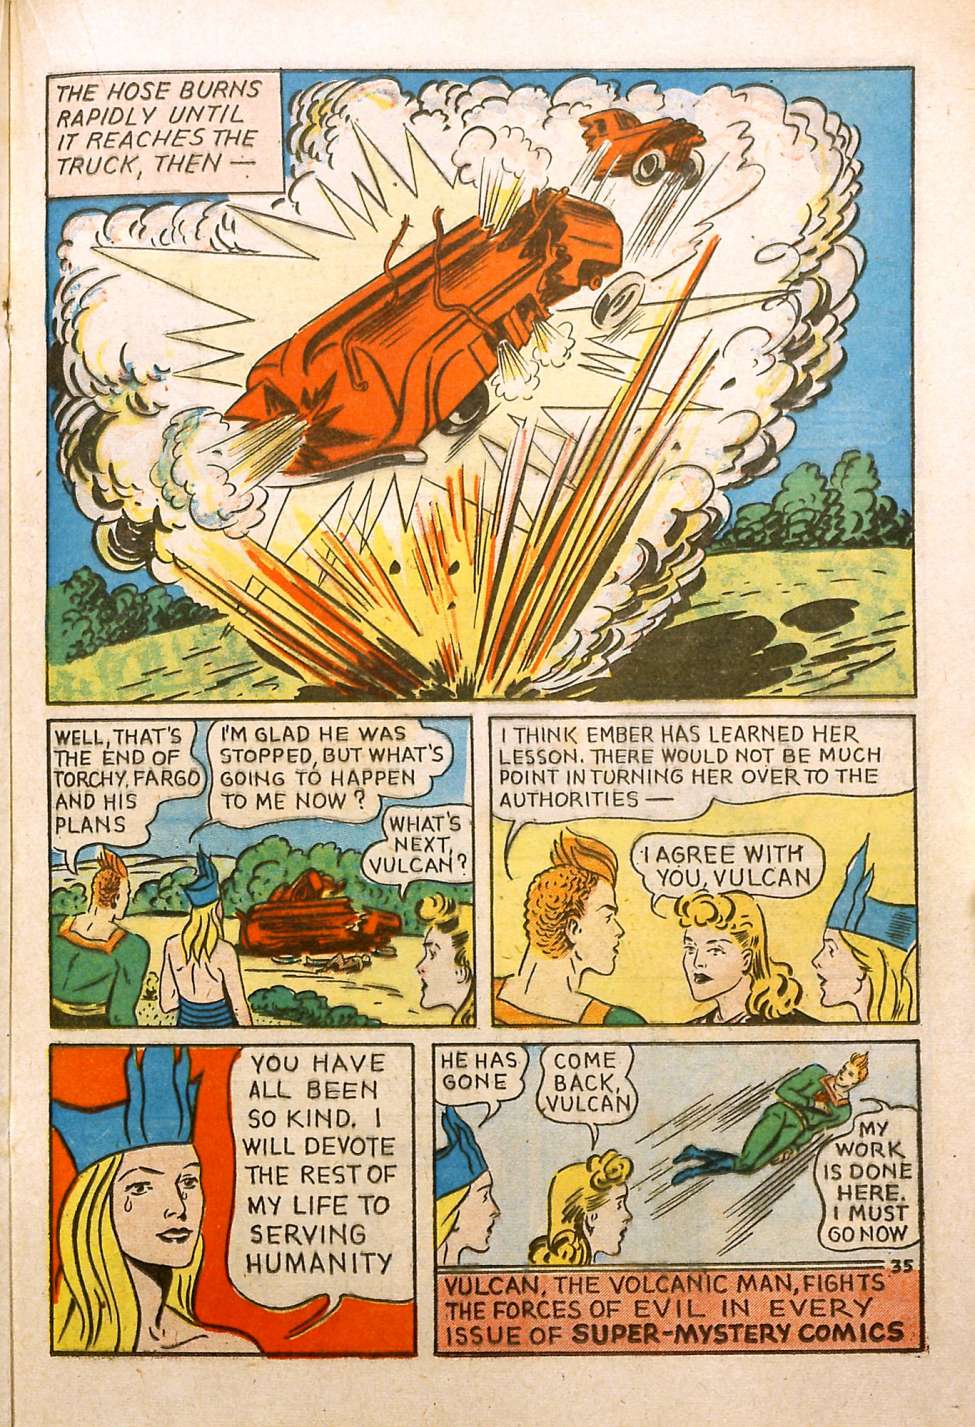 THE HOSE BURNS
RAPIDLY UNTIL
IT REACHES THE
TRUCK, THEN —
WELL, THAT'S
THE END OF
TORCHY, FARGO
AND HIS
PLANS
I'M GLAD HE WAS
STOPPED, BUT WHAT'S
GOING TO HAPPEN
TO ME NOW?
WHAT'S
NEXT,
VULCAN?
I THINK EMBER HAS LEARNED HER
LESSON. THERE WOULD NOT BE MUCH
POINT IN TURNING HER OVER TO THE
AUTHORITIES —
I AGREE WITH
YOU, VULCAN
YOU HAVE
ALL BEEN
SO KIND. I
WILL DEVOTE
THE REST OF
MY LIFE TO
SERVING
HUMANITY
HE HAS
GONE
COME
BACK,
VULCAN
MY
WORK
IS DONE
HERE.
I MUST
GO NOW
35
VULCAN, THE VOLCANIC MAN, FIGHTS
THE FORCES OF EVIL IN EVERY
ISSUE OF SUPER-MYSTERY COMICS